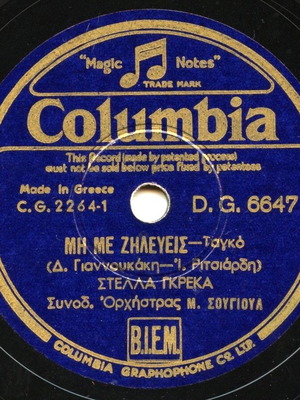 "Magic Notes"
TRADE MARK
Columbia
This Record (made by patented process)
must not be sold below price fixed by patentees
Made in Greece
C.G. 2264-1
D.G. 6647
ΜΗ ΜΕ ΖΗΛΕΥΕΙΣ—Ταγκό
(Δ. Γιαννουκάκη—Ἰ. Ριτσιάρδη)
ΣΤΕΛΛΑ ΓΚΡΕΚΑ
Συνοδ. Ὀρχήστρας Μ. ΣΟΥΓΙΟΥΛ
B.I.E.M.
COLUMBIA GRAPHOPHONE Co. LTD.